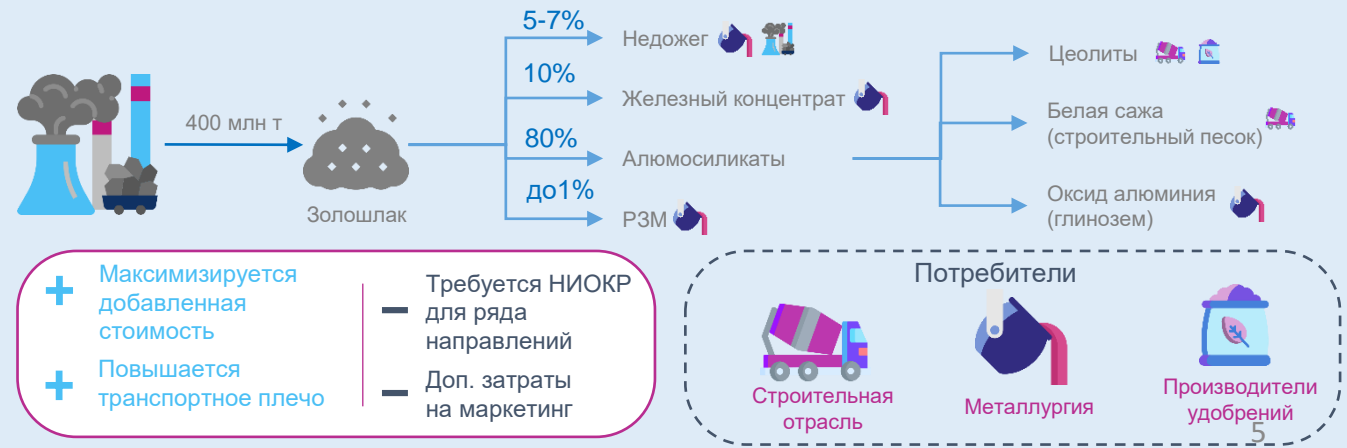 5-7%
Недожег
10%
Железный концентрат
400 млн т
80%
Алюмосиликаты
до1%
РЗМ
Золошлак
Цеолиты
Белая сажа
(строительный песок)
Оксид алюминия
(глинозем)
+ Максимизируется
добавленная
стоимость
+ Повышается
транспортное плечо
− Требуется НИОКР
для ряда
направлений
− Доп. затраты
на маркетинг
Потребители
Строительная
отрасль
Металлургия
Производители
удобрений
5